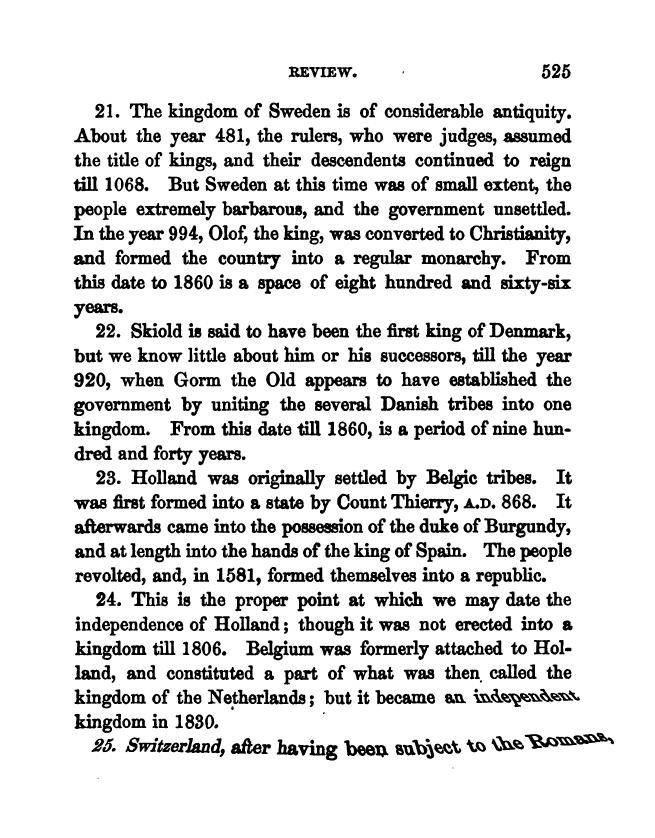 REVIEW. 525
21. The kingdom of Sweden is of considerable antiquity.
About the year 481, the rulers, who were judges, assumed
the title of kings, and their descendents continued to reign
till 1068. But Sweden at this time was of small extent, the
people extremely barbarous, and the government unsettled.
In the year 994, Olof, the king, was converted to Christianity,
and formed the country into a regular monarchy. From
this date to 1860 is a space of eight hundred and sixty-six
years.
22. Skiold is said to have been the first king of Denmark,
but we know little about him or his successors, till the year
920, when Gorm the Old appears to have established the
government by uniting the several Danish tribes into one
kingdom. From this date till 1860, is a period of nine hun-
dred and forty years.
23. Holland was originally settled by Belgic tribes. It
was first formed into a state by Count Thierry, A.D. 868. It
afterwards came into the possession of the duke of Burgundy,
and at length into the hands of the king of Spain. The people
revolted, and, in 1581, formed themselves into a republic.
24. This is the proper point at which we may date the
independence of Holland; though it was not erected into a
kingdom till 1806. Belgium was formerly attached to Hol-
land, and constituted a part of what was then called the
kingdom of the Netherlands; but it became an independent
kingdom in 1830.
25. Switzerland, after having been subject to the Romans,